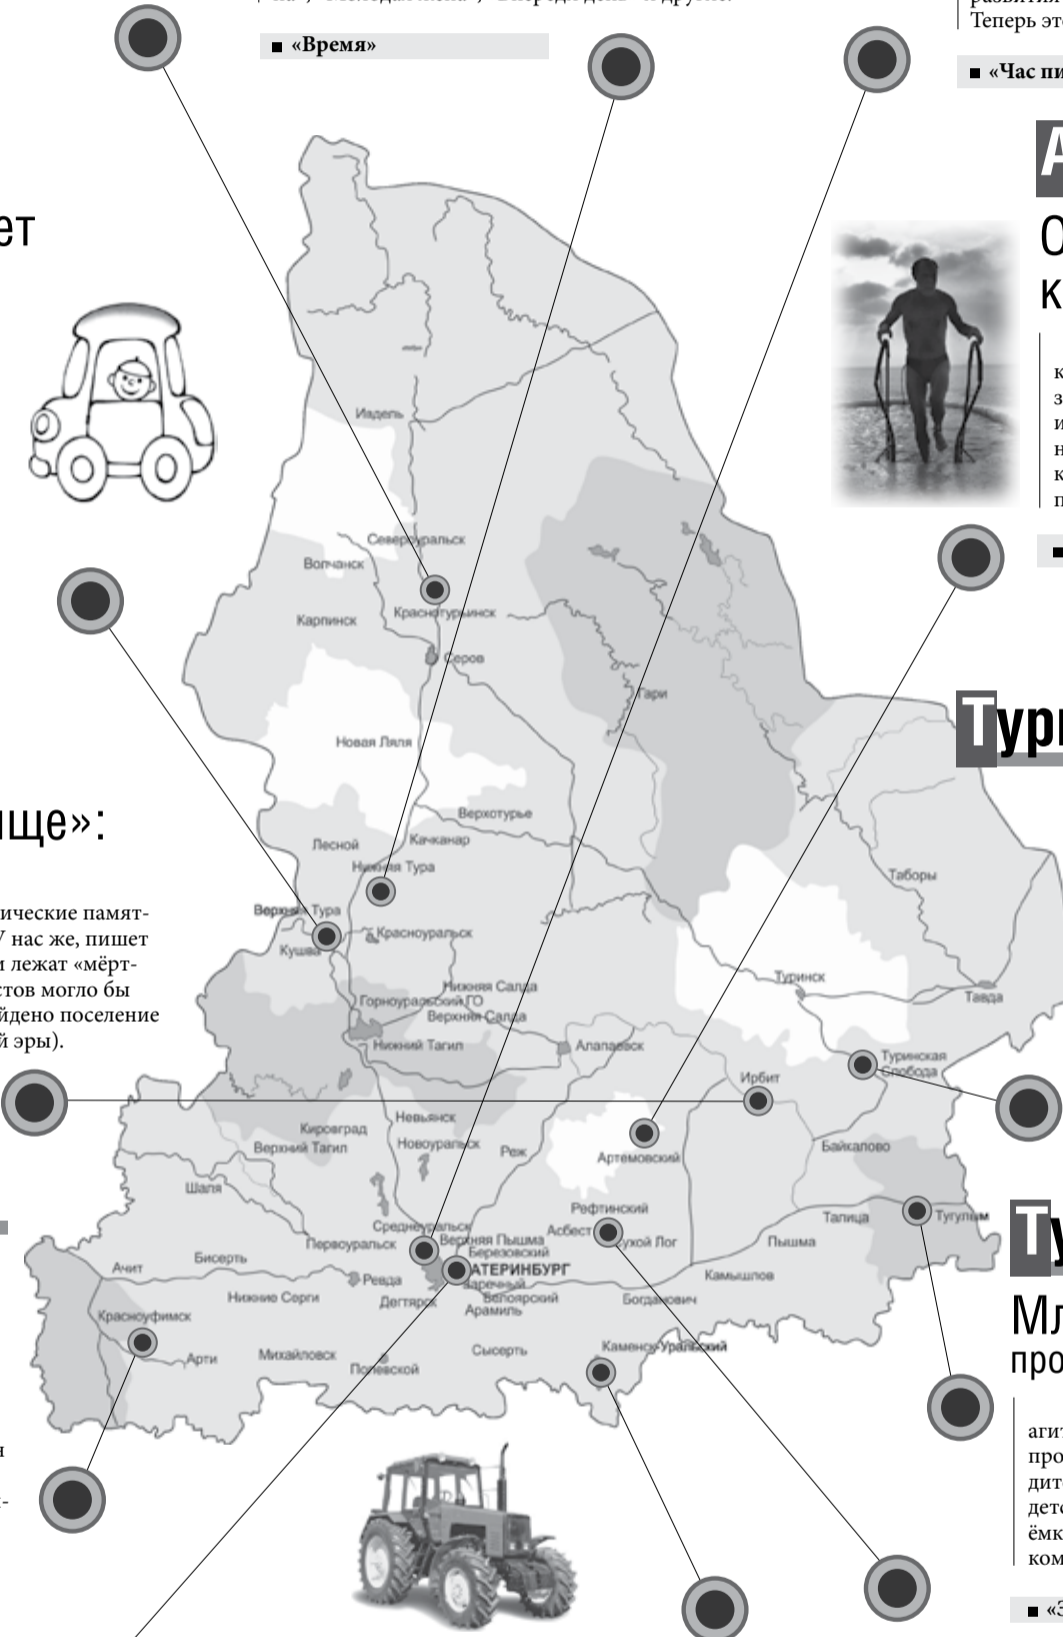 «Время»
Теперь
«Час
ет
Ивдель
Североуральск
Волчанск
Краснотурьинск
Карпинск
Серов
Гари
Тур
Новая Ляля
ище»:
Верхотурье
Качканар
Лесной
Нижняя Тура
Таборы
ические памят-
Верхняя Тура
У нас же, пишет
Красноуральск
Кушва
и лежат «мёрт-
стов могло бы
йдено поселение
й эры).
Туринск
Тавда
Нижняя Салда
Горноуральский ГО
Верхняя Салда
Нижний Тагил
Алапаевск
Туринская
Слобода
Ирбит
Невьянск
Кировград
Новоуральск
Верхний Тагил
Реж
Артемовский
Байкалово
Шаля
Рефтинский
Талица
Тугулым
Среднеуральск
Асбест
Сухой Лог
Верхняя Пышма
Первоуральск
Березовский
Пышма
Бисерть
Ачит
АТЕРИНБУРГ
Камышлов
Ревда
Заречный
Нижние Серги
Дегтярск
Белоярский
Богданович
Арамиль
Красноуфимск
Каменск-Уральский
Арти
Михайловск
Сысерть
Полевской
Мл
про
агит
про
дит
дет
ёмк
ком